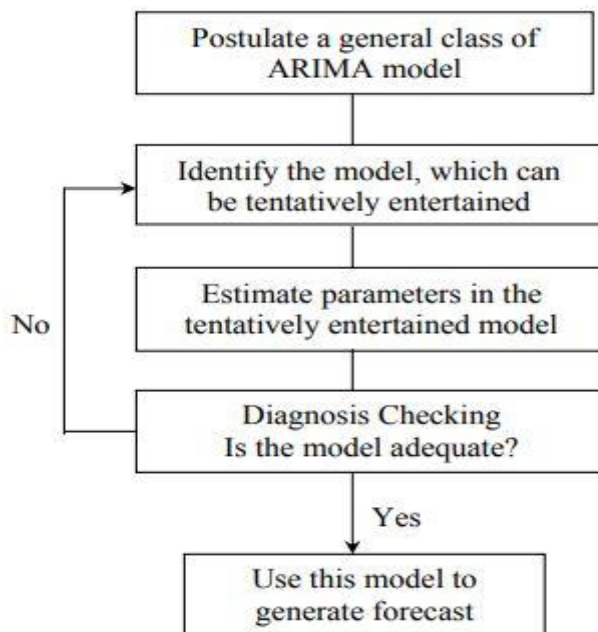 Postulate a general class of
ARIMA model
Identify the model, which can
be tentatively entertained
Estimate parameters in the
tentatively entertained model
No
Diagnosis Checking
Is the model adequate?
Yes
Use this model to
generate forecast